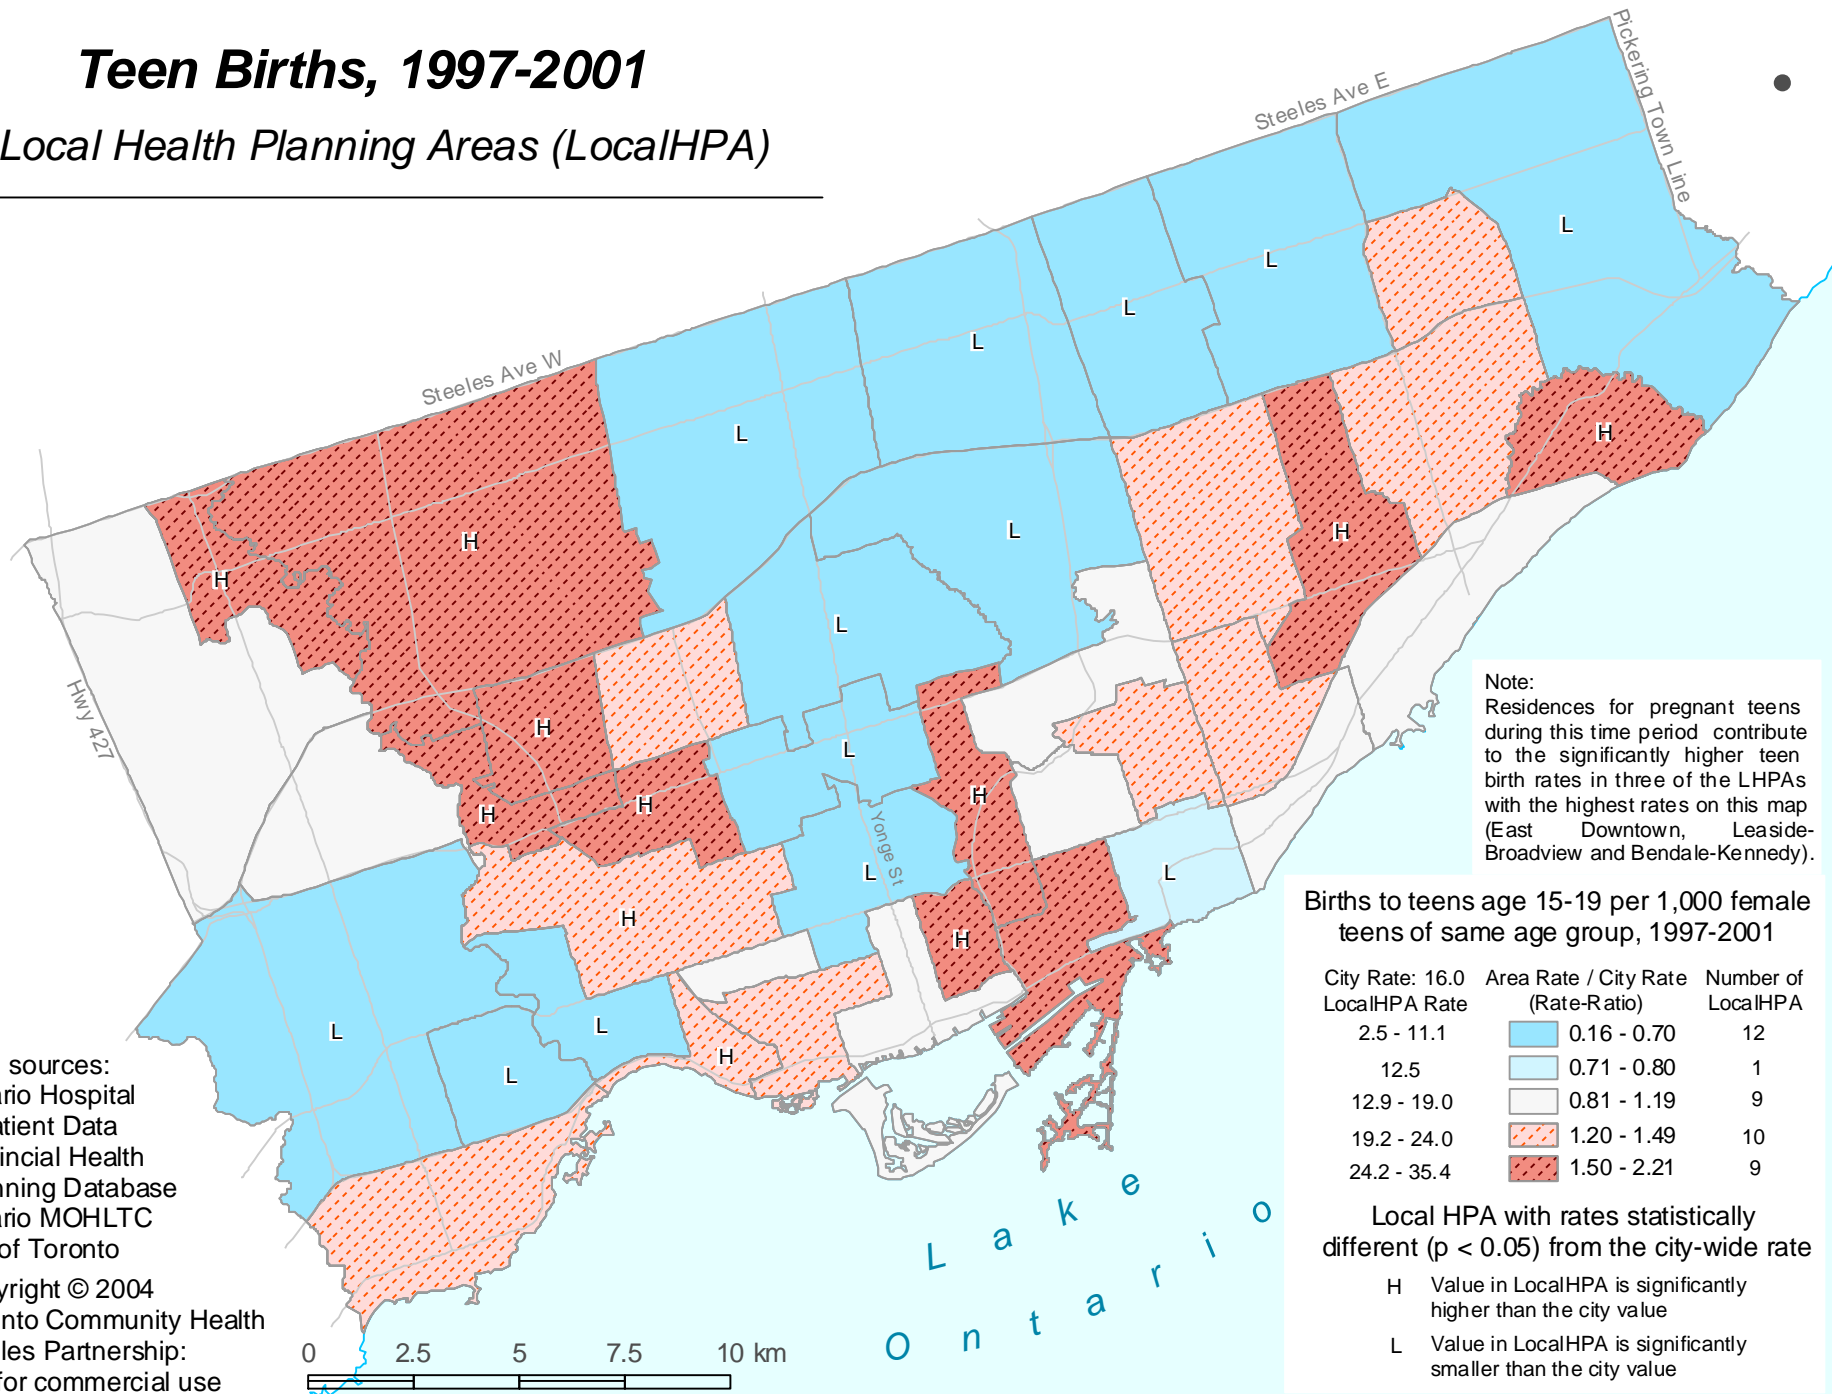 Teen Births, 1997-2001
Local Health Planning Areas (LocalHPA)
Steeles Ave E
Pickering Town Line
Steeles Ave W
Hwy 427
Yonge St
L
L
L
L
L
H
L
H
L
H
H
L
H
L
H
H
H
H
L
L
H
H
L
L
H
L
Lake
Ontario
Note:
Residences for pregnant teens
during this time period contribute
to the significantly higher teen
birth rates in three of the LHPAs
with the highest rates on this map
(East Downtown, Leaside-
Broadview and Bendale-Kennedy).
Births to teens age 15-19 per 1,000 female
teens of same age group, 1997-2001
City Rate: 16.0 Area Rate / City Rate Number of
LocalHPA Rate (Rate-Ratio) LocalHPA
2.5 - 11.1 0.16 - 0.70 12
12.5 0.71 - 0.80 1
12.9 - 19.0 0.81 - 1.19 9
19.2 - 24.0 1.20 - 1.49 10
24.2 - 35.4 1.50 - 2.21 9
Local HPA with rates statistically
different (p < 0.05) from the city-wide rate
H Value in LocalHPA is significantly
higher than the city value
L Value in LocalHPA is significantly
smaller than the city value
sources:
ario Hospital
atient Data
incial Health
nning Database
ario MOHLTC
of Toronto
yright © 2004
nto Community Health
les Partnership:
for commercial use
0 2.5 5 7.5 10 km